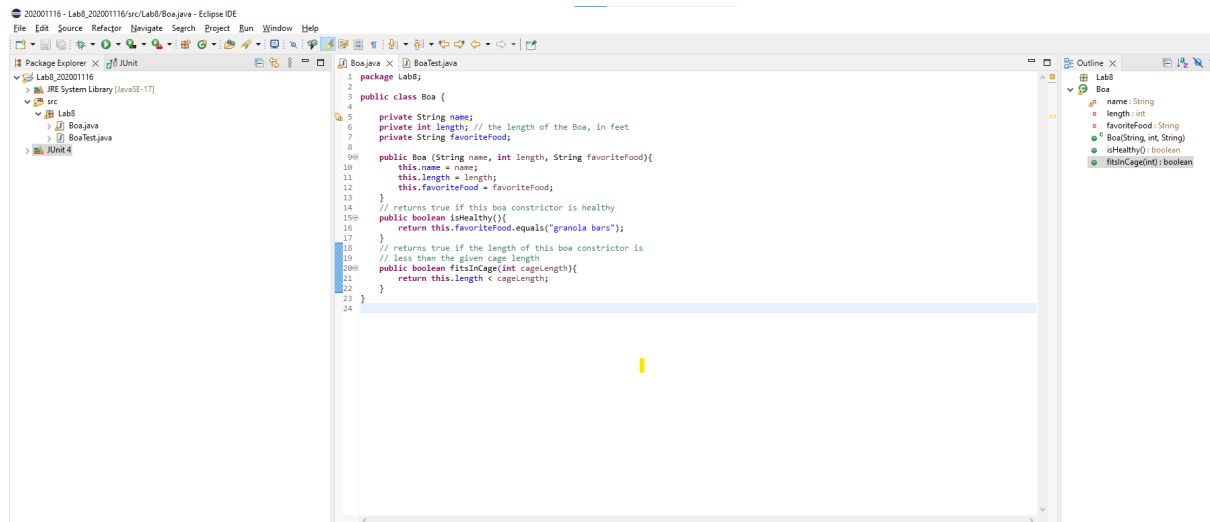 202001116 - Lab8_202001116/src/Lab8/Boa.java - Eclipse IDE
File Edit Source Refactor Navigate Search Project Run Window Help
Package Explorer JUnit
Lab8_202001116
JRE System Library [JavaSE-17]
src
Lab8
Boa.java
BoaTest.java
JUnit 4
Boa.java BoaTest.java
1 package Lab8;
2
3 public class Boa {
4
5 private String name;
6 private int length; // the length of the Boa, in feet
7 private String favoriteFood;
8
9 public Boa (String name, int length, String favoriteFood){
10 this.name = name;
11 this.length = length;
12 this.favoriteFood = favoriteFood;
13 }
14 // returns true if this boa constrictor is healthy
15 public boolean isHealthy(){
16 return this.favoriteFood.equals("granola bars");
17 }
18 // returns true if the length of this boa constrictor is
19 // less than the given cage length
20 public boolean fitsInCage(int cageLength){
21 return this.length < cageLength;
22 }
23 }
24
Outline
Lab8
Boa
name : String
length : int
favoriteFood : String
Boa(String, int, String)
isHealthy() : boolean
fitsInCage(int) : boolean